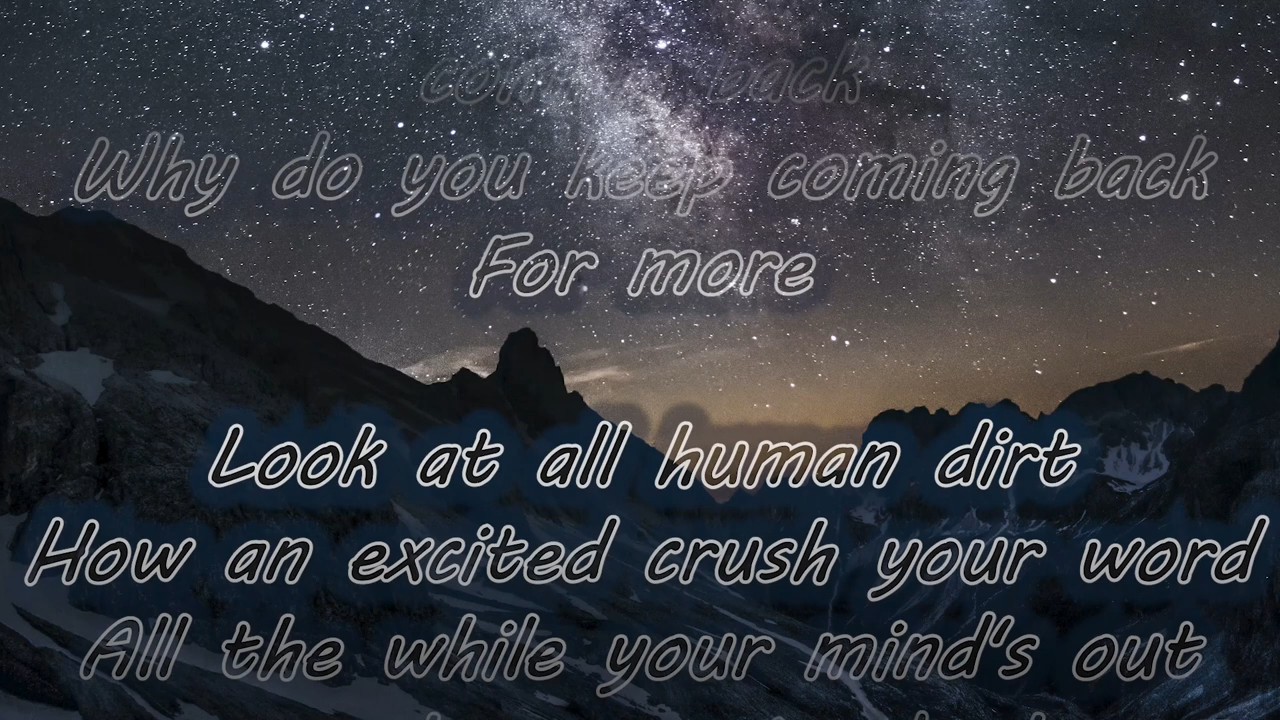 coming back
Why do you keep coming back
For more
Look at all human dirt
How an excited crush your word
All the while your mind's out